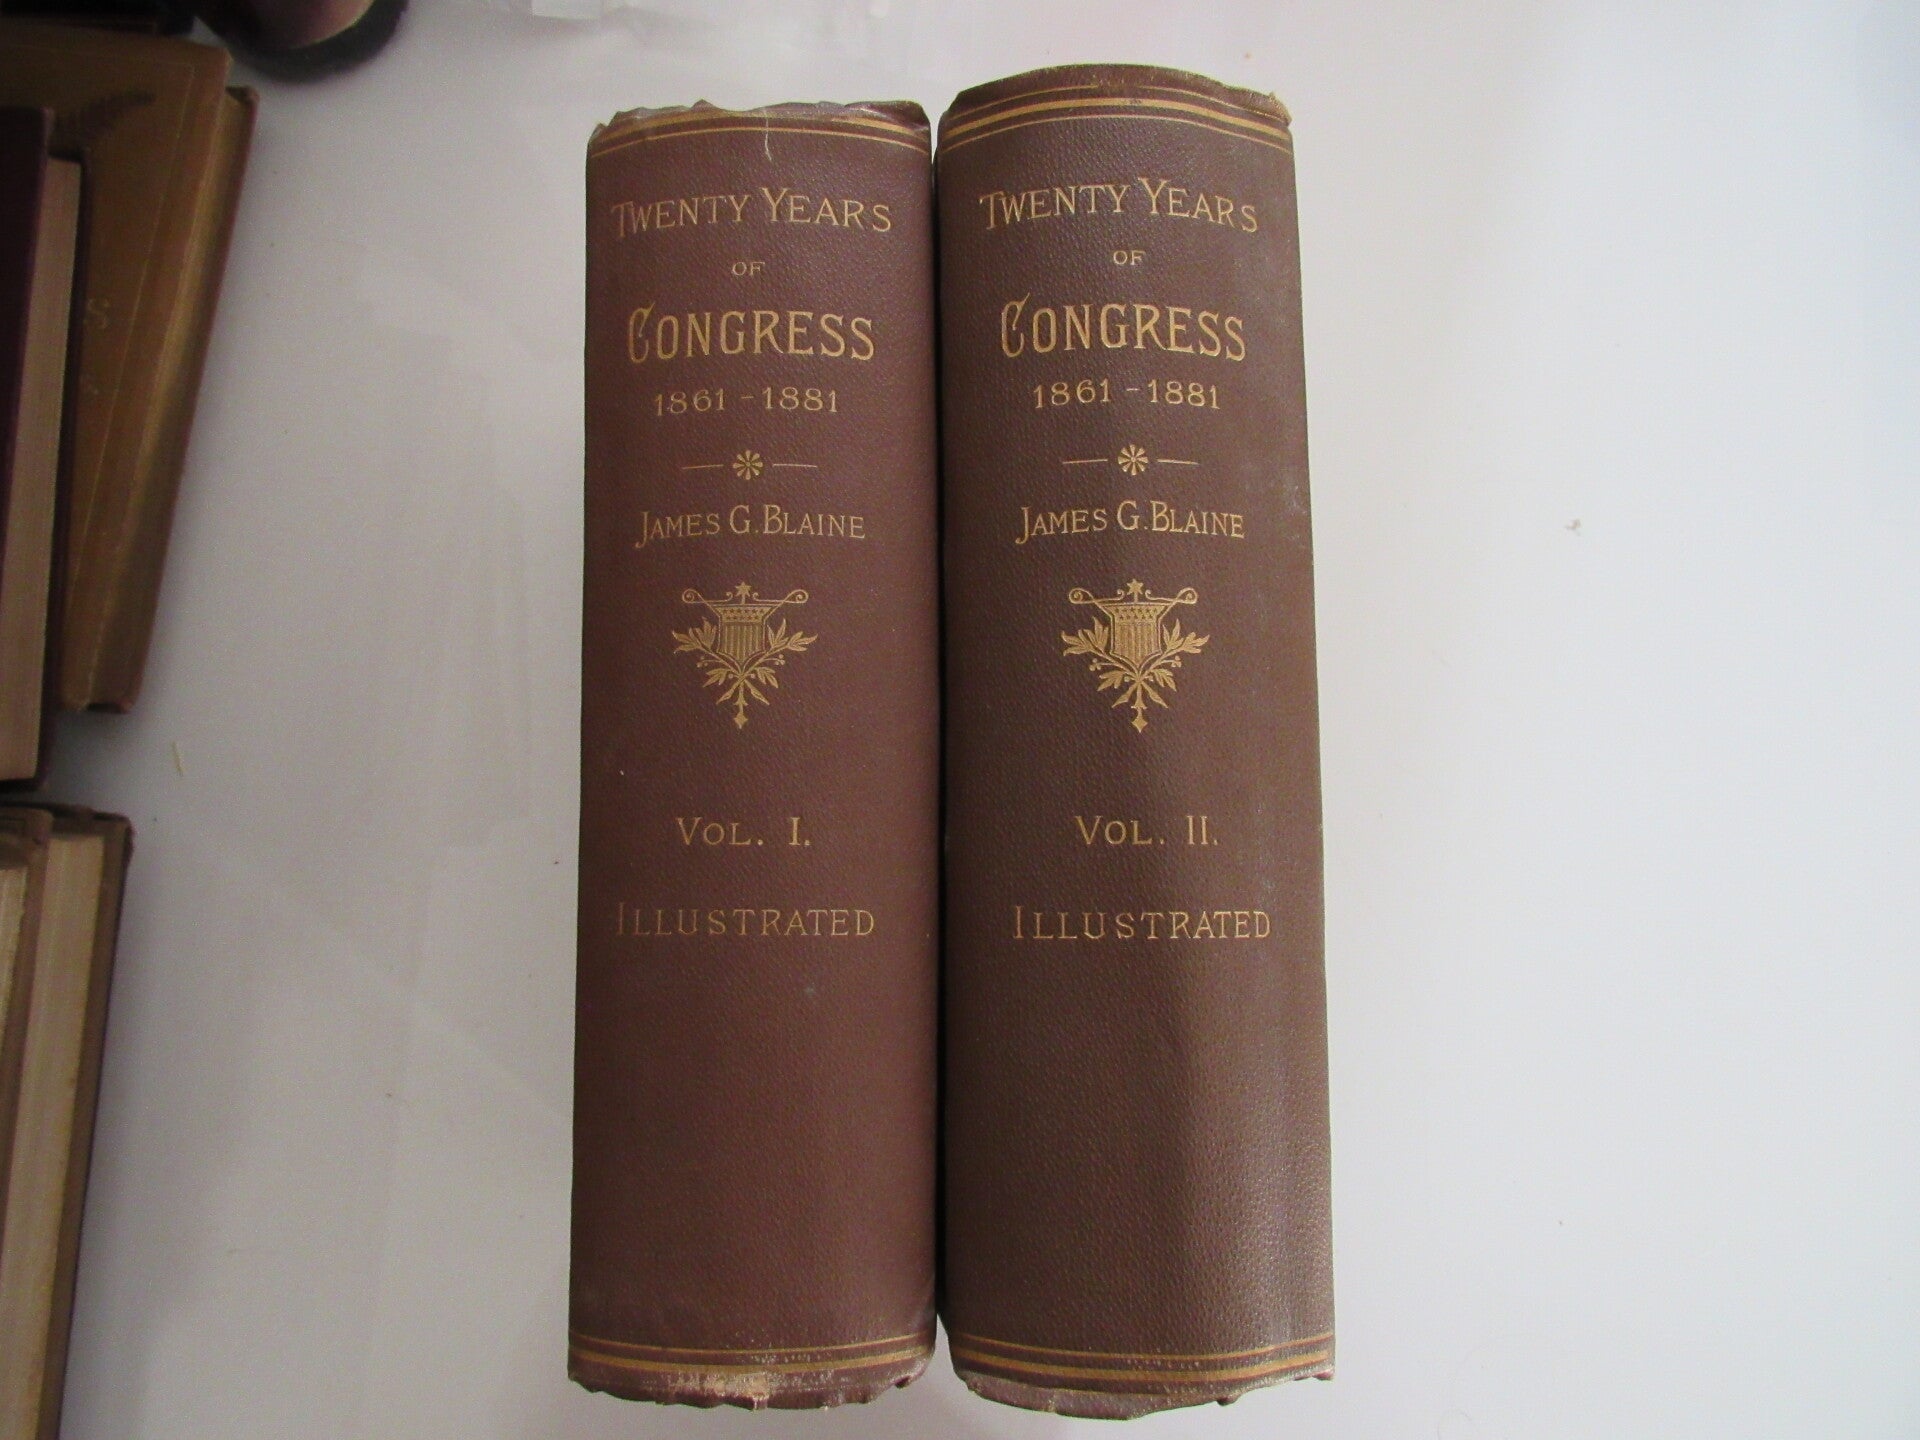 TWENTY YEARS
OF
CONGRESS
1861-1881
JAMES G. BLAINE
VOL. I.
ILLUSTRATED
TWENTY YEARS
OF
CONGRESS
1861-1881
JAMES G. BLAINE
VOL. II.
ILLUSTRATED